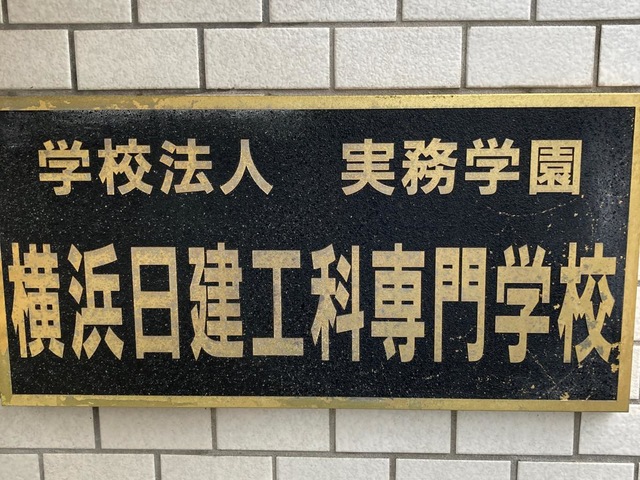 学校法人　実務学園
横浜日建工科専門学校